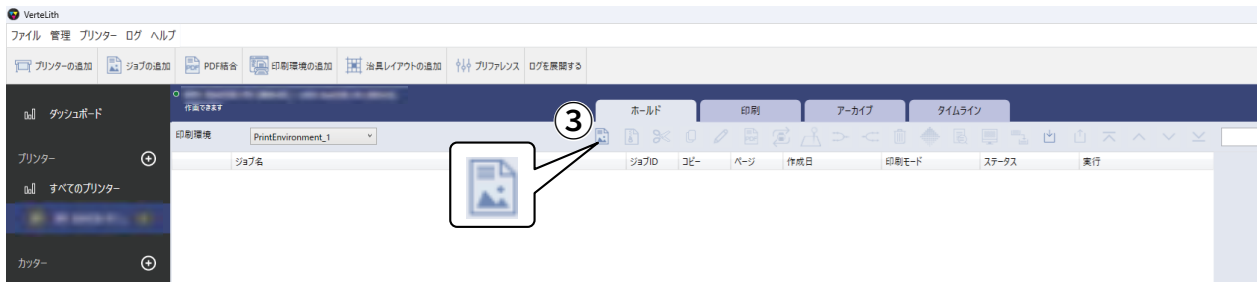 VerteLith
ファイル 管理 プリンター ログ ヘルプ
プリンターの追加 ジョブの追加 PDF結合 印刷環境の追加 治具レイアウトの追加 プリファレンス ログを展開する
ダッシュボード
作画できます
ホールド 印刷 アーカイブ タイムライン
3
印刷環境 PrintEnvironment_1
プリンター
ジョブ名 ジョブID コピー ページ 作成日 印刷モード ステータス 実行
すべてのプリンター
カッター